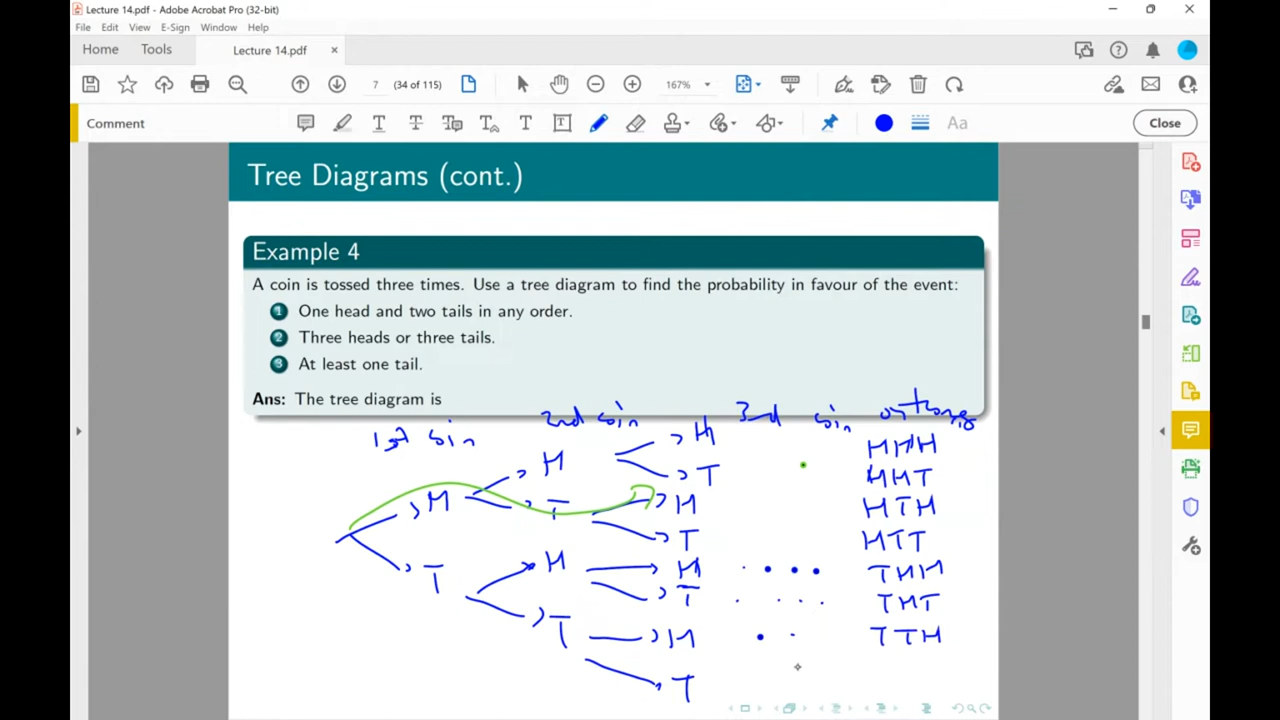 Lecture 14.pdf - Adobe Acrobat Pro (32-bit)
File Edit View E-Sign Window Help
Home Tools Lecture 14.pdf ×
7 (34 of 115) 167%
Comment Aa Close
Tree Diagrams (cont.)
Example 4
A coin is tossed three times. Use a tree diagram to find the probability in favour of the event:
1 One head and two tails in any order.
2 Three heads or three tails.
3 At least one tail.
Ans: The tree diagram is
1st coin 2nd coin 3rd coin outcomes
H HHH
H
T HHT
H
H HTH
T
T HTT
H THH
H
T
T THT
T
H TTH
T